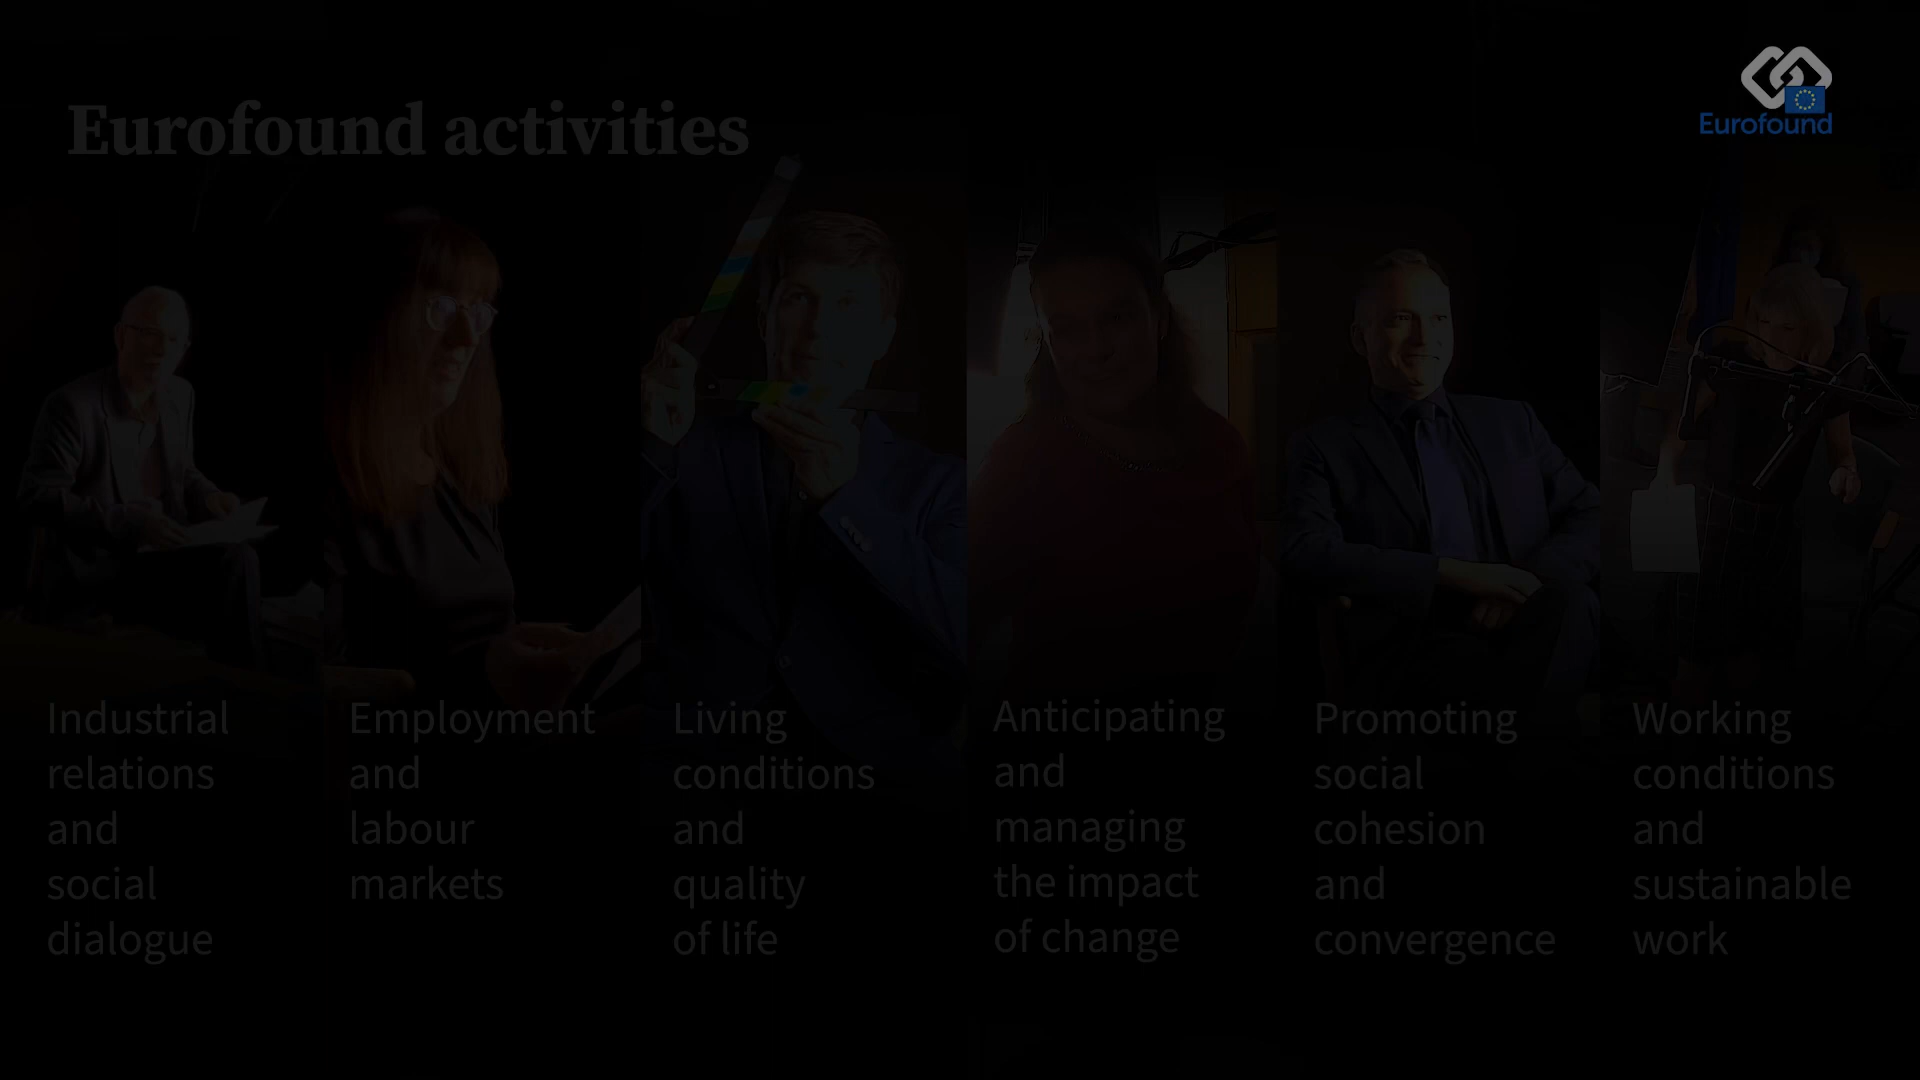 Eurofound activities
Eurofound
Industrial
relations
and
social
dialogue
Employment
and
labour
markets
Living
conditions
and
quality
of life
Anticipating
and
managing
the impact
of change
Promoting
social
cohesion
and
convergence
Working
conditions
and
sustainable
work